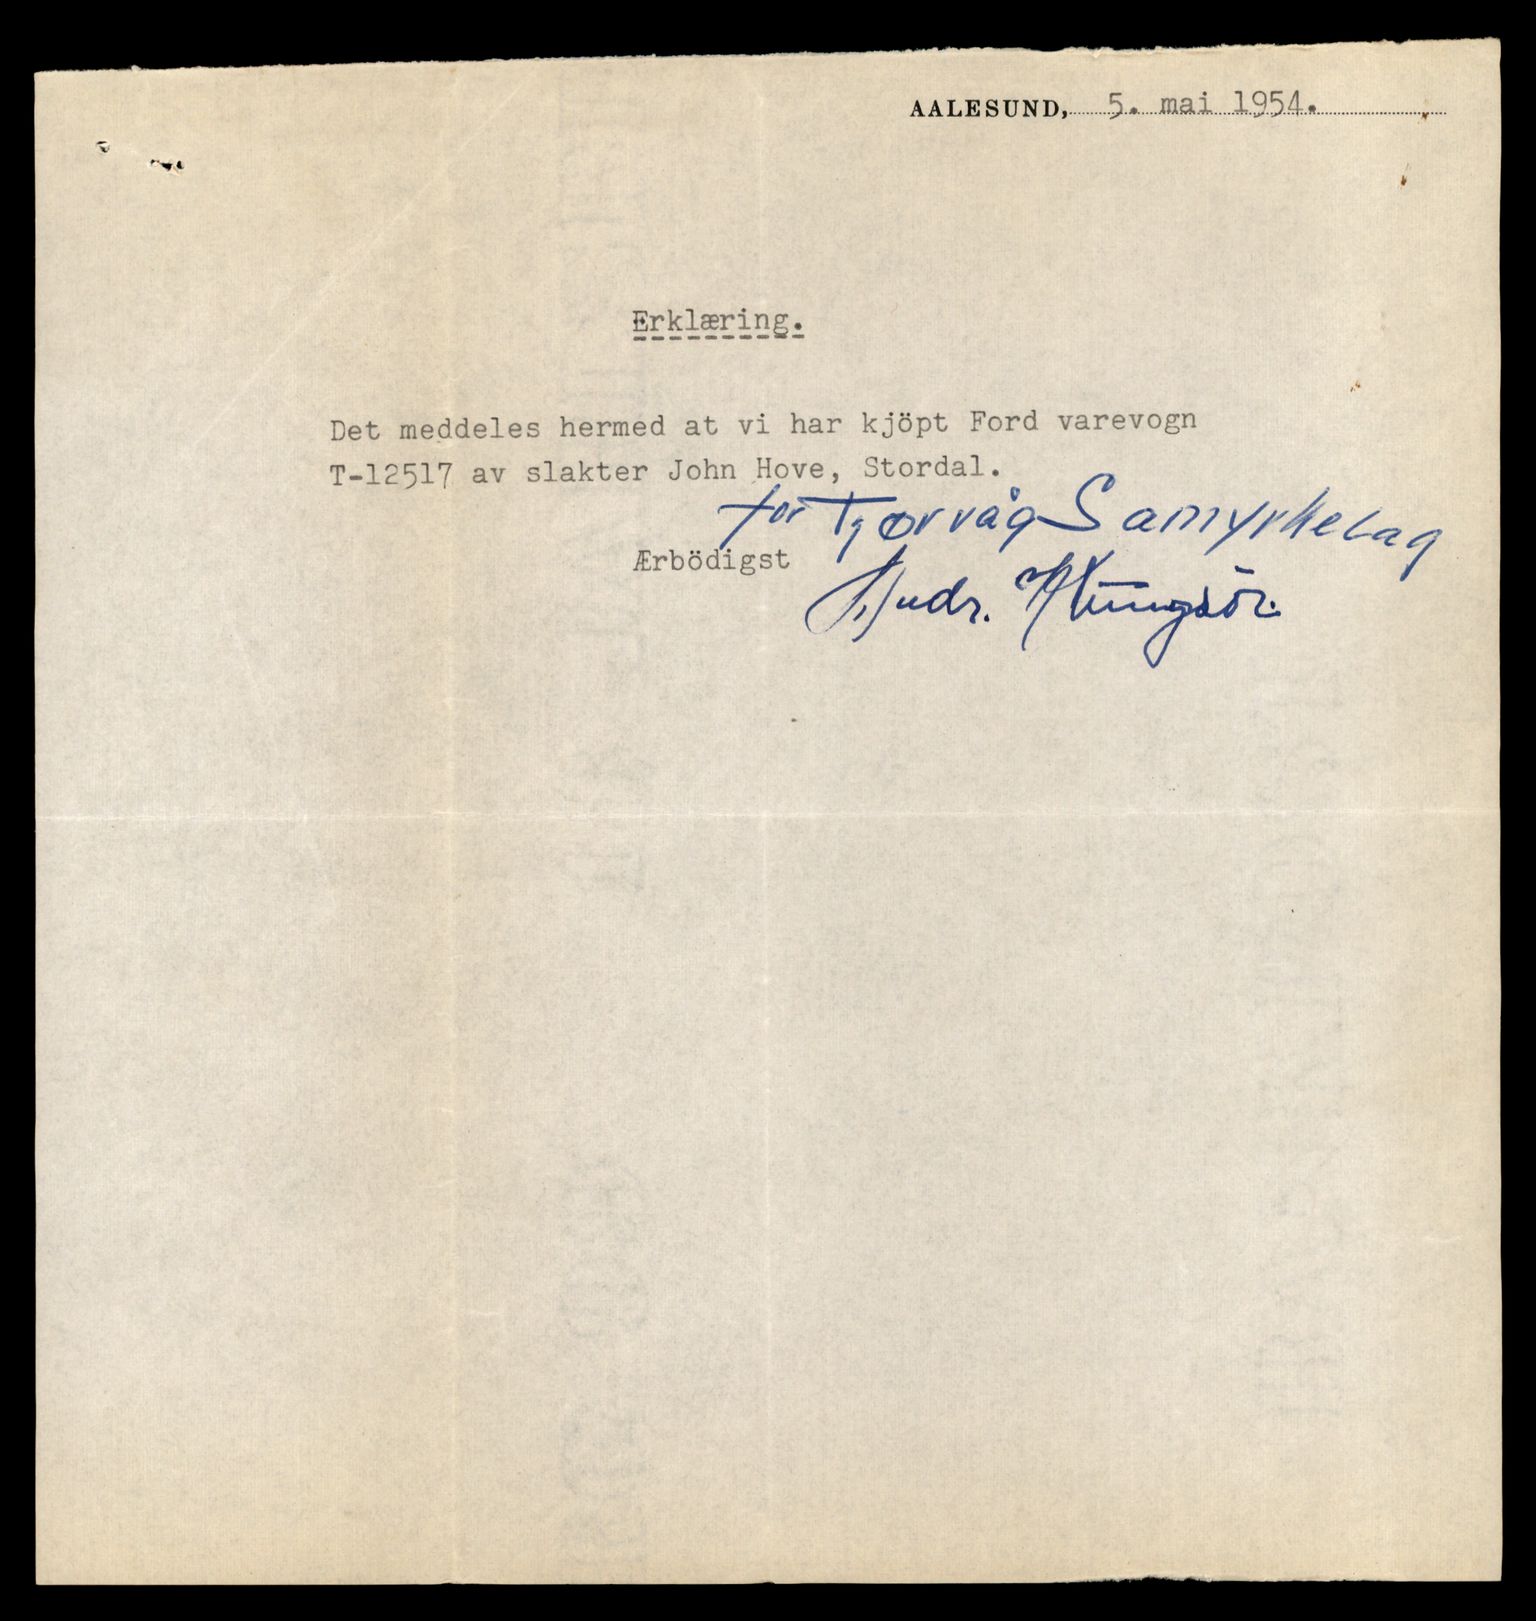 AALESUND, 5. mai 1954.
Erklæring.
Det meddeles hermed at vi har kjöpt Ford varevogn
T-12517 av slakter John Hove, Stordal.
for Tjørvåg Samyrkelag
Ærbödigst
Andr.